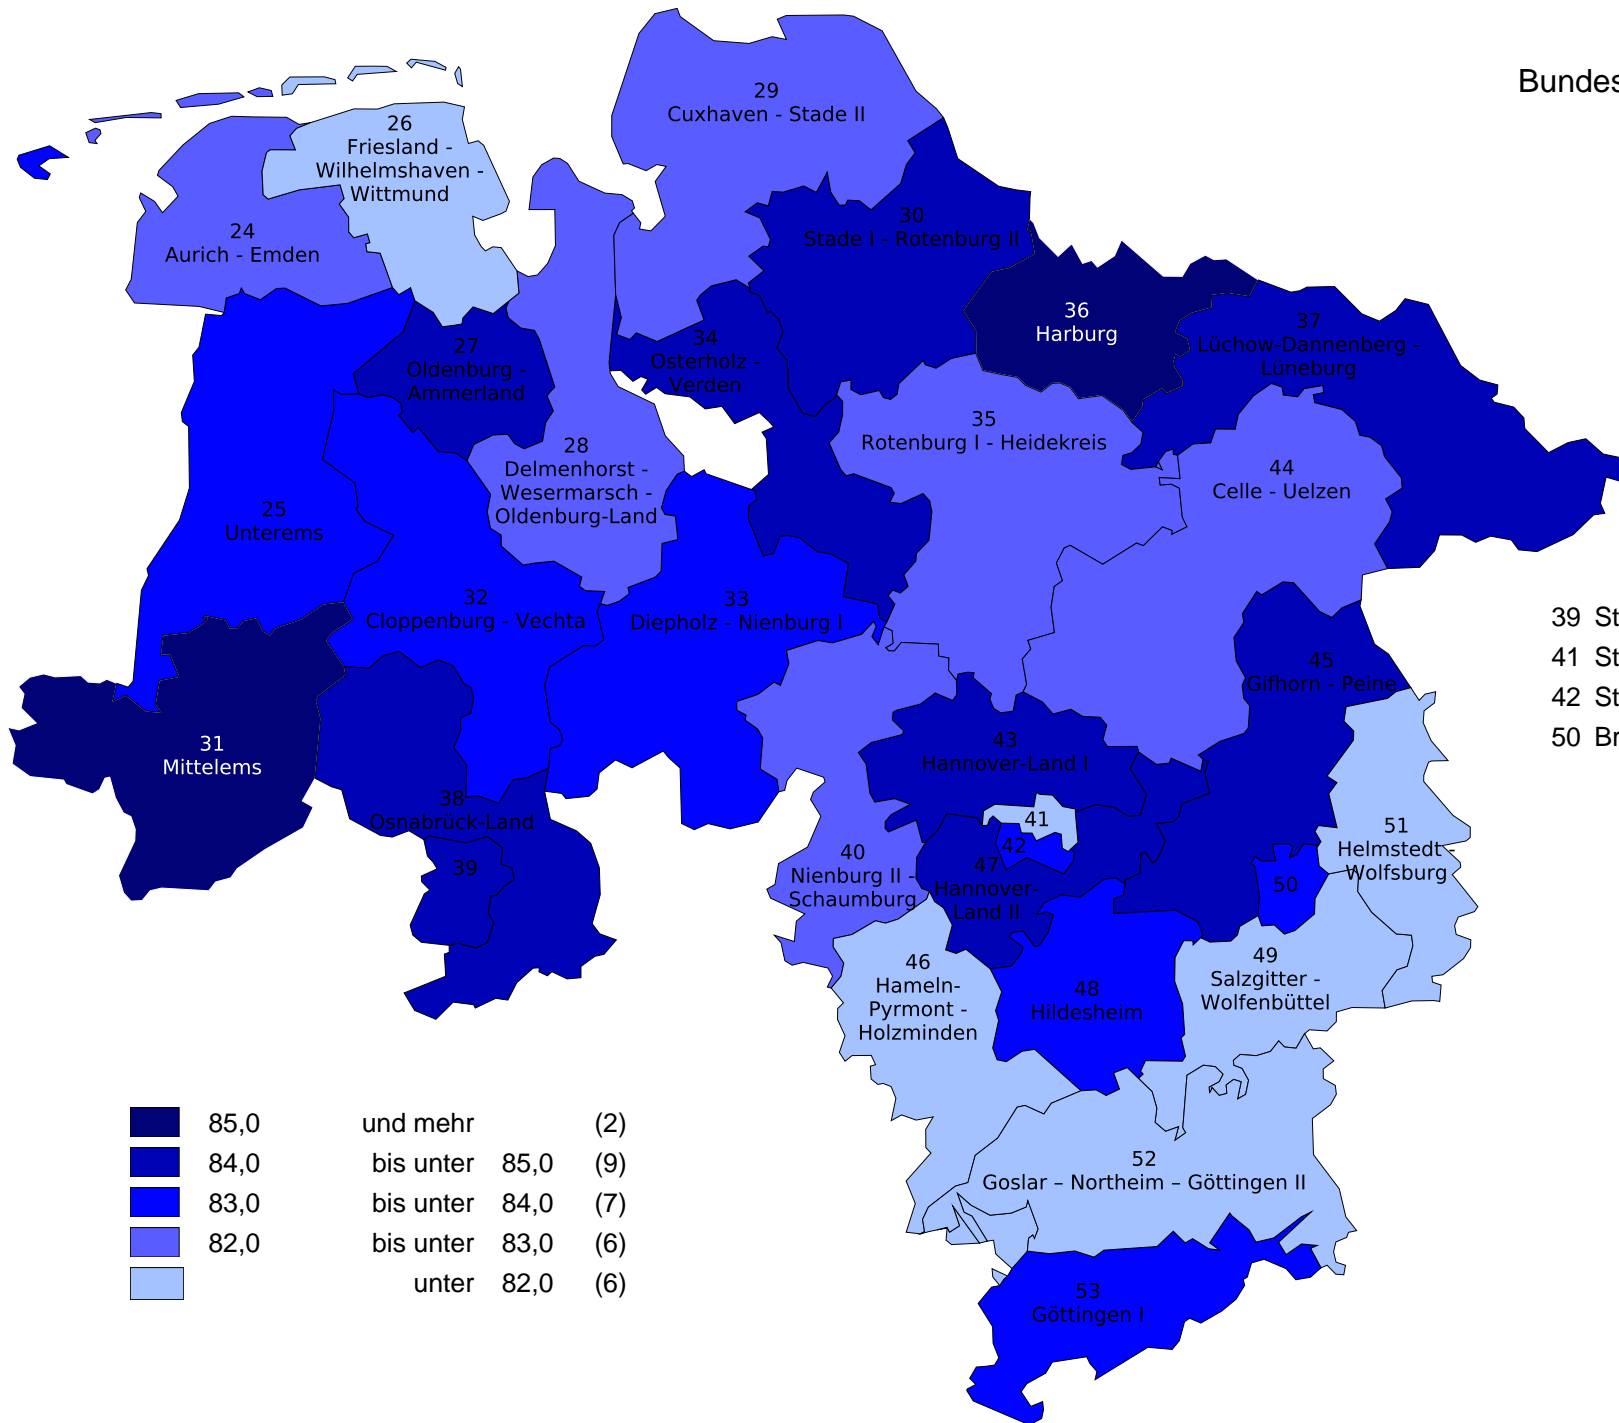 Bundes
29
Cuxhaven - Stade II
26
Friesland -
Wilhelmshaven -
Wittmund
24
Aurich - Emden
30
Stade I - Rotenburg II
36
Harburg
37
Lüchow-Dannenberg -
Lüneburg
27
Oldenburg -
Ammerland
34
Osterholz -
Verden
35
Rotenburg I - Heidekreis
28
Delmenhorst -
Wesermarsch -
Oldenburg-Land
44
Celle - Uelzen
25
Unterems
32
Cloppenburg - Vechta
33
Diepholz - Nienburg I
39 St
41 St
42 St
50 Br
45
Gifhorn - Peine
31
Mittelems
43
Hannover-Land I
38
Osnabrück-Land
39
41
42
40
Nienburg II -
Schaumburg
47
Hannover-
Land II
50
51
Helmstedt -
Wolfsburg
46
Hameln-
Pyrmont -
Holzminden
48
Hildesheim
49
Salzgitter -
Wolfenbüttel
52
Goslar – Northeim – Göttingen II
53
Göttingen I
85,0 und mehr (2)
84,0 bis unter 85,0 (9)
83,0 bis unter 84,0 (7)
82,0 bis unter 83,0 (6)
unter 82,0 (6)